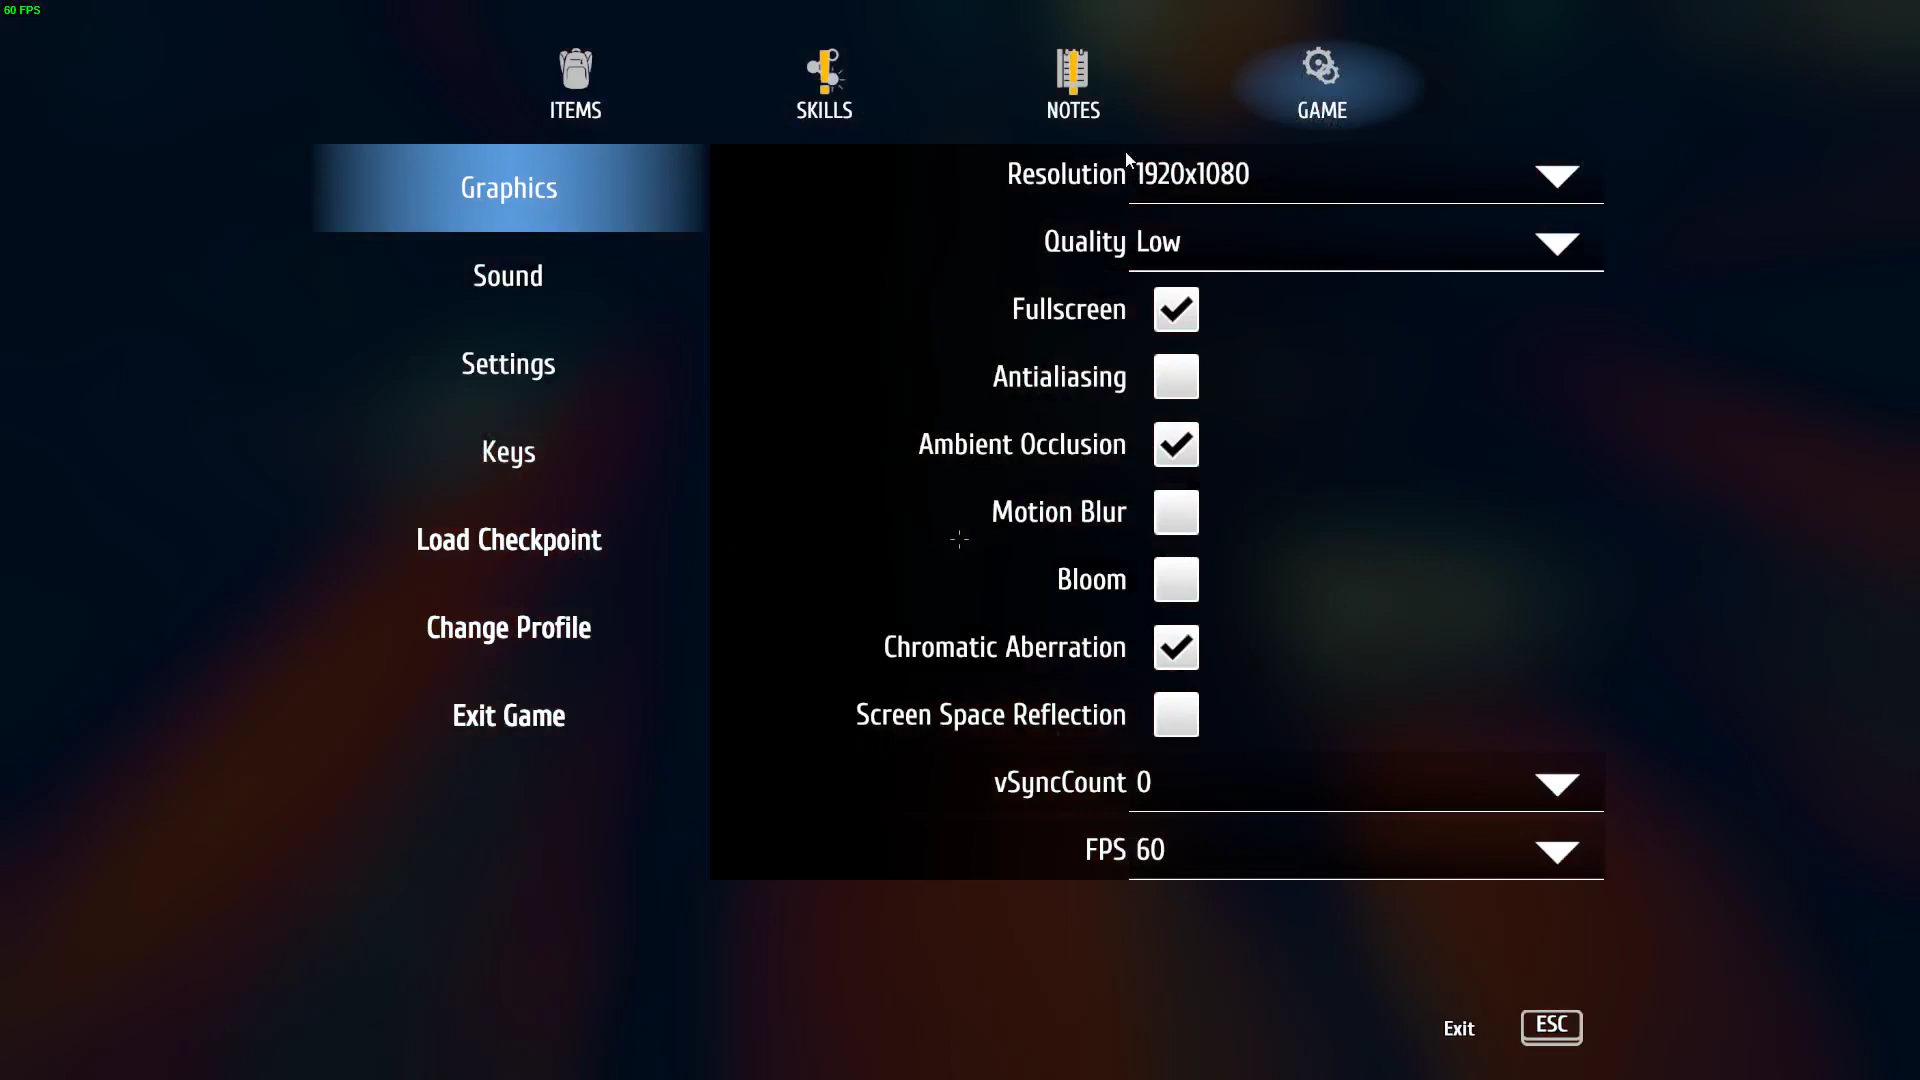 60 FPS
ITEMS
SKILLS
NOTES
GAME
Graphics
Sound
Settings
Keys
Load Checkpoint
Change Profile
Exit Game
Resolution 1920x1080
Quality Low
Fullscreen
Antialiasing
Ambient Occlusion
Motion Blur
Bloom
Chromatic Aberration
Screen Space Reflection
vSyncCount 0
FPS 60
Exit ESC